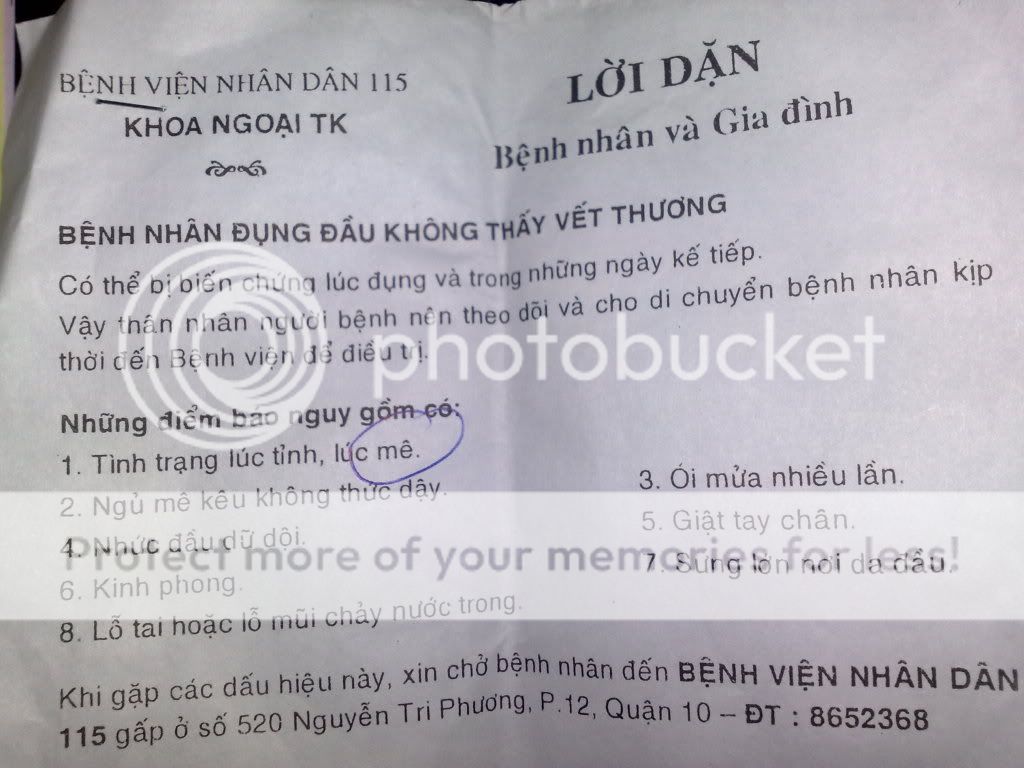 BỆNH VIỆN NHÂN DÂN 115
KHOA NGOẠI TK
LỜI DẶN
Bệnh nhân và Gia đình
BỆNH NHÂN ĐỤNG ĐẦU KHÔNG THẤY VẾT THƯƠNG
Có thể bị biến chứng lúc đụng và trong những ngày kế tiếp.
Vậy thân nhân người bệnh nên theo dõi và cho di chuyển bệnh nhân kịp
thời đến Bệnh viện để điều trị.
photobucket
Những điểm bao nguy gồm có:
1. Tình trạng lúc tỉnh, lúc mê.
2. Ngủ mê kêu không thức dậy.
3. Ói mửa nhiều lần.
4. Nhức đầu dữ dội.
5. Giật tay chân.
Protect more of your memories for less!
6. Kinh phong.
7. Sưng lớn nơi da đầu.
8. Lỗ tai hoặc lỗ mũi chảy nước trong.
Khi gặp các dấu hiệu này, xin chở bệnh nhân đến BỆNH VIỆN NHÂN DÂN
115 gấp ở số 520 Nguyễn Tri Phương, P.12, Quận 10 – ĐT : 8652368